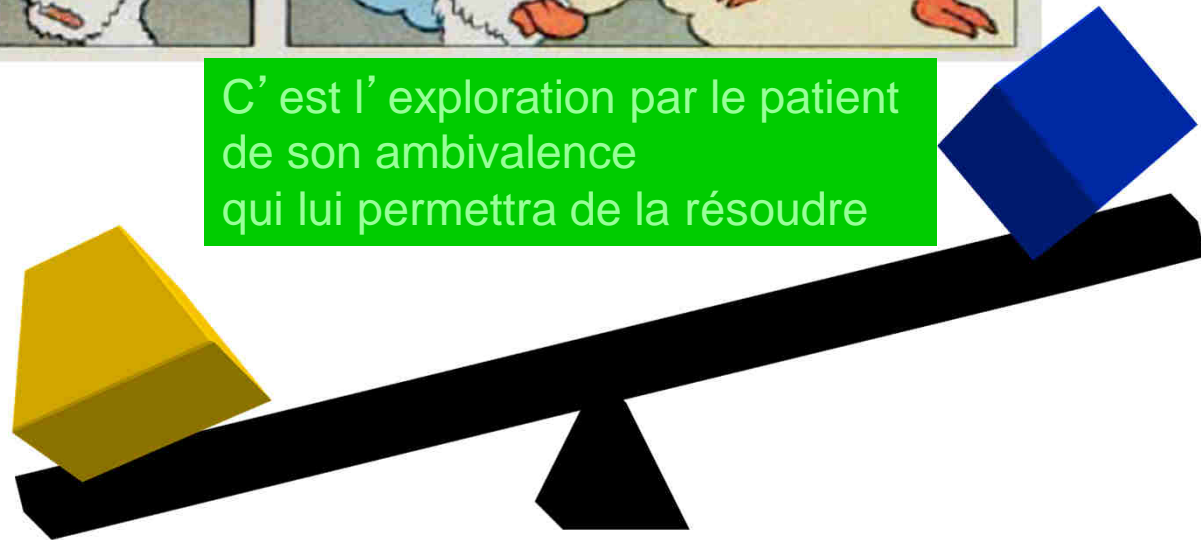 C’est l’exploration par le patient
de son ambivalence
qui lui permettra de la résoudre